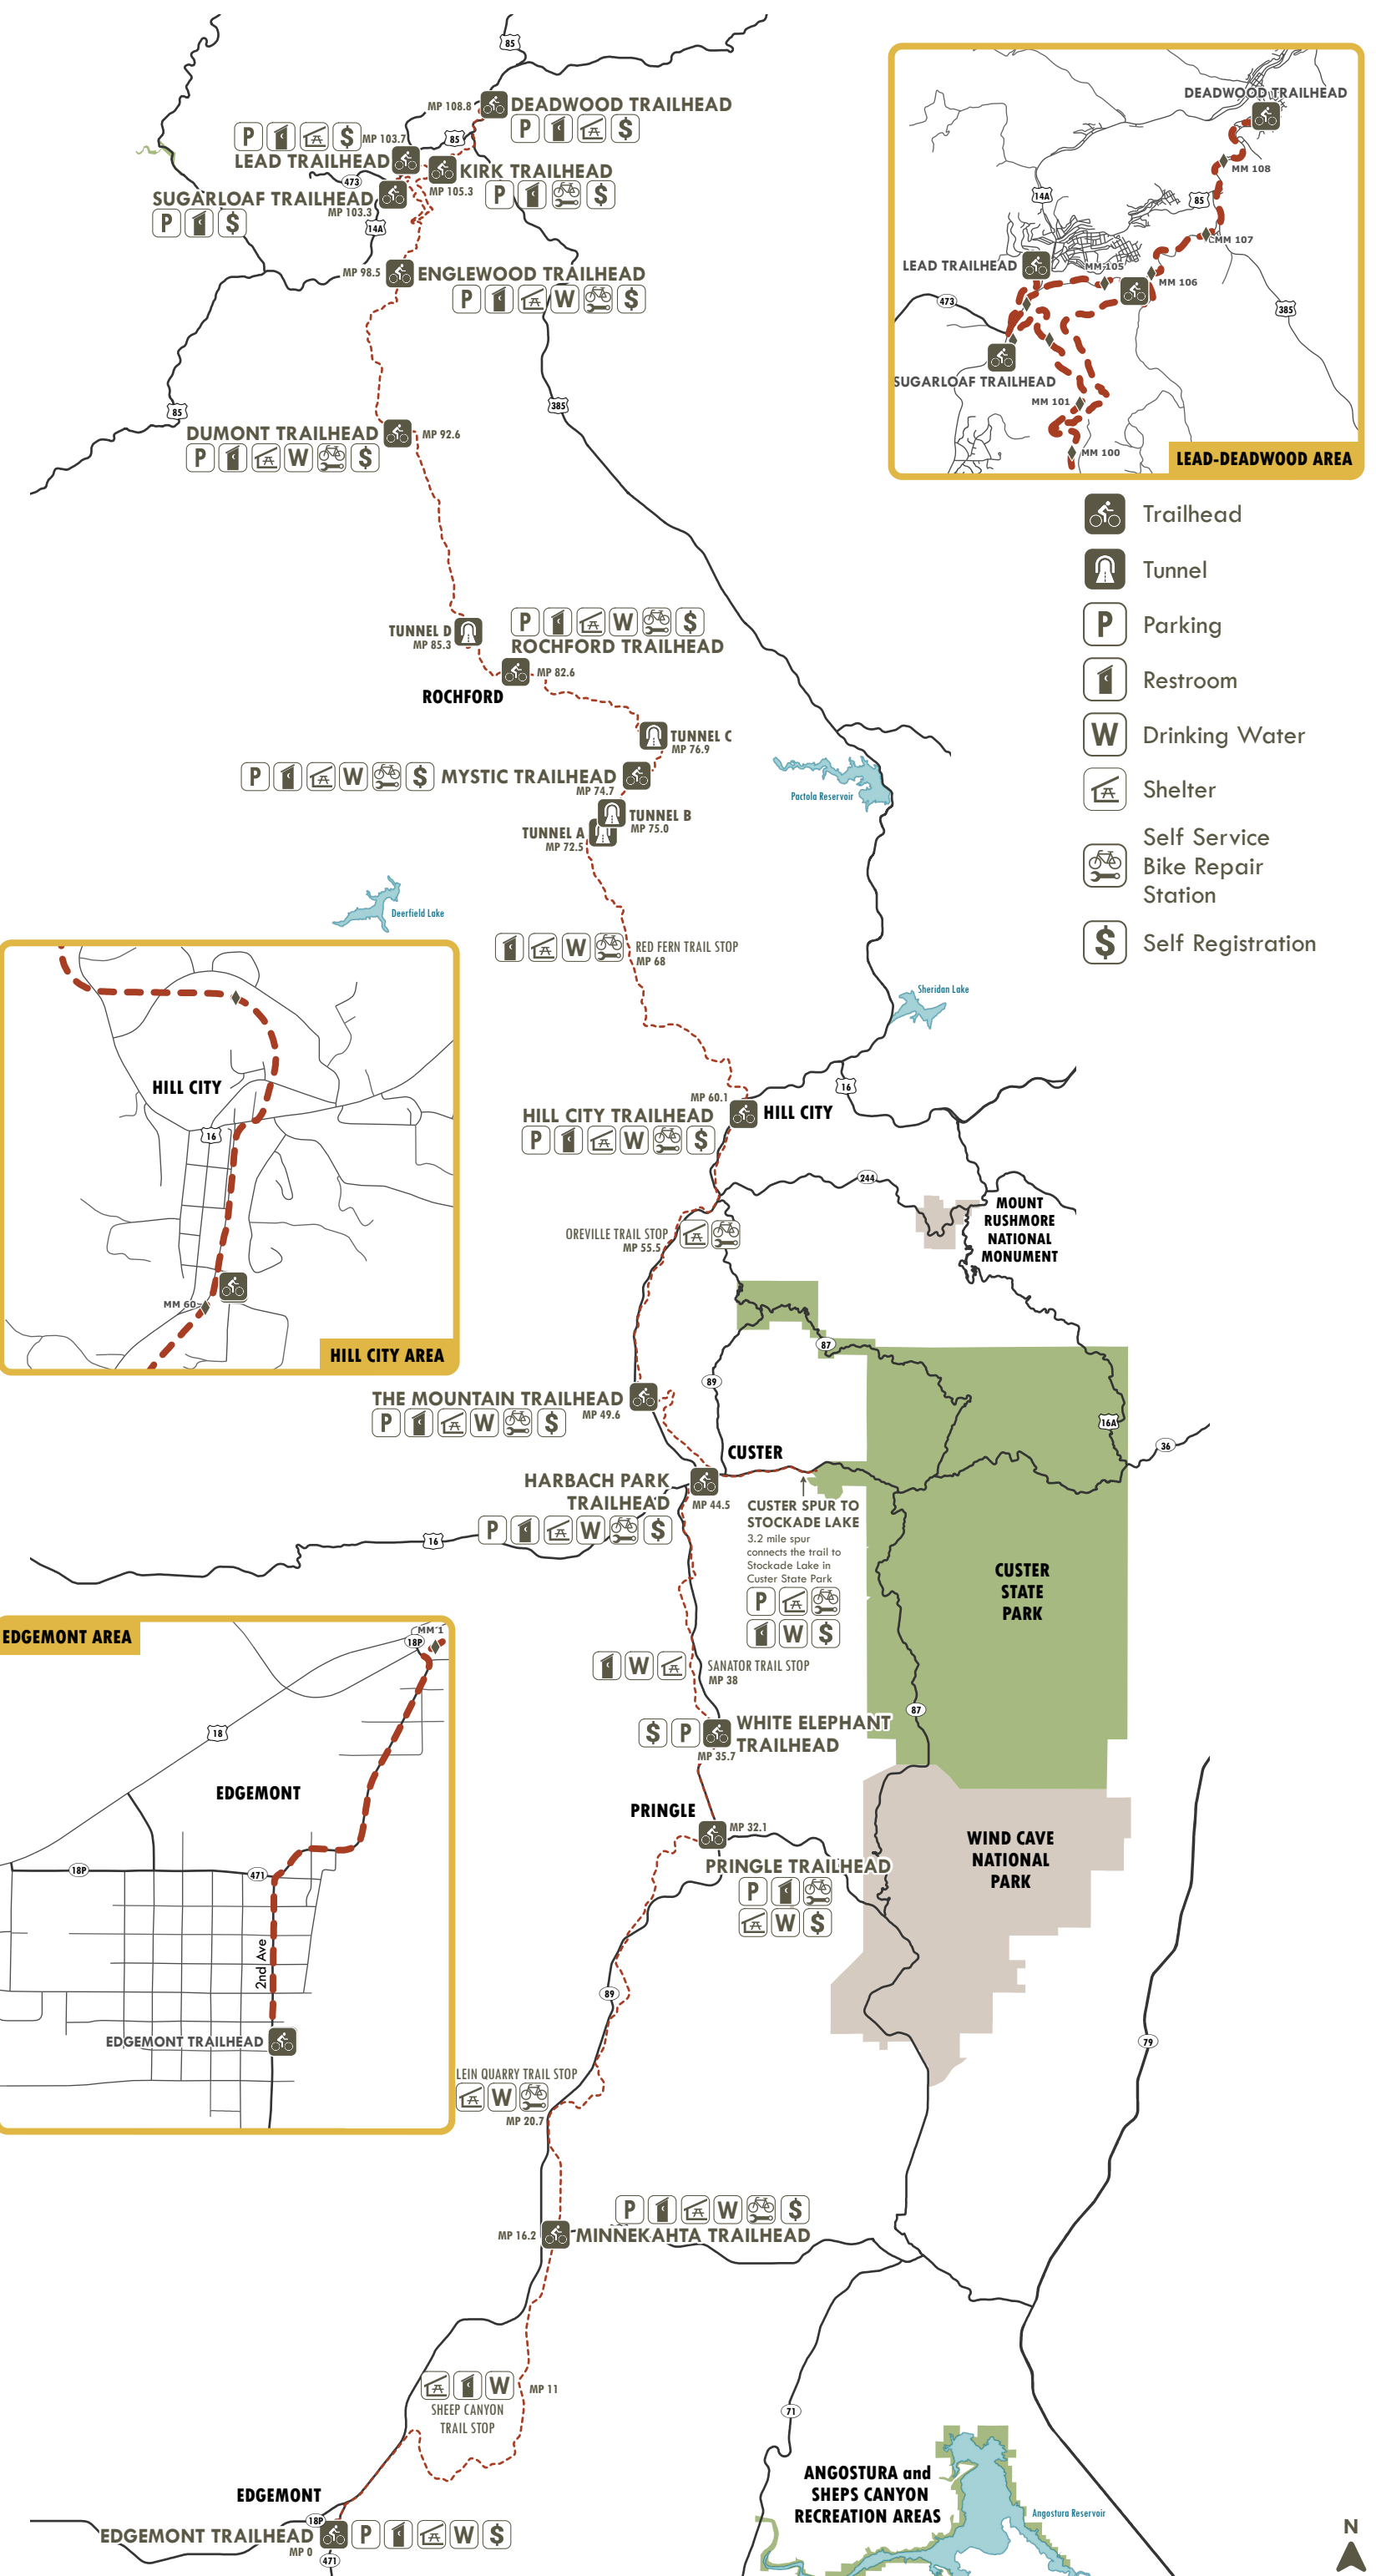 85
MP 108.8
DEADWOOD TRAILHEAD
P $
P $
MP 103.7
85
LEAD TRAILHEAD
KIRK TRAILHEAD
473
MP 105.3
P $
SUGARLOAF TRAILHEAD
MP 103.3
P $
14A
MP 98.5
ENGLEWOOD TRAILHEAD
P W $
85
385
DUMONT TRAILHEAD
MP 92.6
P W $
DEADWOOD TRAILHEAD
MM 108
14A
85
MM 107
LEAD TRAILHEAD
MM 105
MM 106
473
385
SUGARLOAF TRAILHEAD
MM 101
MM 100
LEAD-DEADWOOD AREA
Trailhead
Tunnel
P
Parking
Restroom
W
Drinking Water
Shelter
Self Service
Bike Repair
Station
$
Self Registration
P W $
TUNNEL D
MP 85.3
ROCHFORD TRAILHEAD
MP 82.6
ROCHFORD
TUNNEL C
MP 76.9
P W $
MYSTIC TRAILHEAD
MP 74.7
Pactola Reservoir
TUNNEL B
MP 75.0
TUNNEL A
MP 72.5
Deerfield Lake
W
RED FERN TRAIL STOP
MP 68
Sheridan Lake
HILL CITY
16
MM 60
HILL CITY AREA
16
MP 60.1
HILL CITY TRAILHEAD
HILL CITY
P W $
244
MOUNT
RUSHMORE
NATIONAL
MONUMENT
OREVILLE TRAIL STOP
MP 55.5
87
89
THE MOUNTAIN TRAILHEAD
MP 49.6
P W $
16A
36
CUSTER
HARBACH PARK
TRAILHEAD
MP 44.5
P W $
16
CUSTER SPUR TO
STOCKADE LAKE
3.2 mile spur
connects the trail to
Stockade Lake in
Custer State Park
P
W $
CUSTER
STATE
PARK
EDGEMONT AREA
MM 1
18P
18
EDGEMONT
18P
471
2nd Ave
EDGEMONT TRAILHEAD
W
SANATOR TRAIL STOP
MP 38
87
$ P
WHITE ELEPHANT
TRAILHEAD
MP 35.7
PRINGLE
MP 32.1
PRINGLE TRAILHEAD
P
W $
WIND CAVE
NATIONAL
PARK
89
79
LEIN QUARRY TRAIL STOP
W
MP 20.7
P W $
MP 16.2
MINNEKAHTA TRAILHEAD
W
MP 11
SHEEP CANYON
TRAIL STOP
71
ANGOSTURA and
SHEPS CANYON
RECREATION AREAS
Angostura Reservoir
EDGEMONT
18P
EDGEMONT TRAILHEAD
P W $
MP 0
471
N